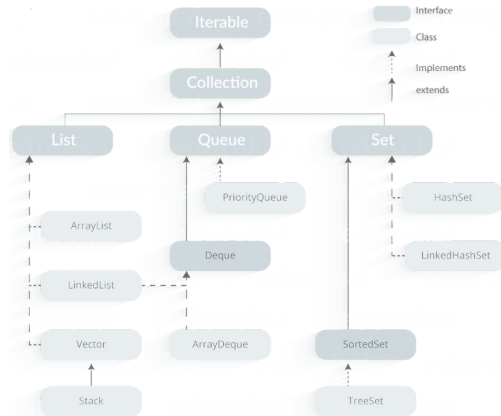 Iterable
Interface
Class
Implements
extends
Collection
List
Queue
Set
PriorityQueue
HashSet
ArrayList
Deque
LinkedHashSet
LinkedList
Vector
ArrayDeque
SortedSet
Stack
TreeSet